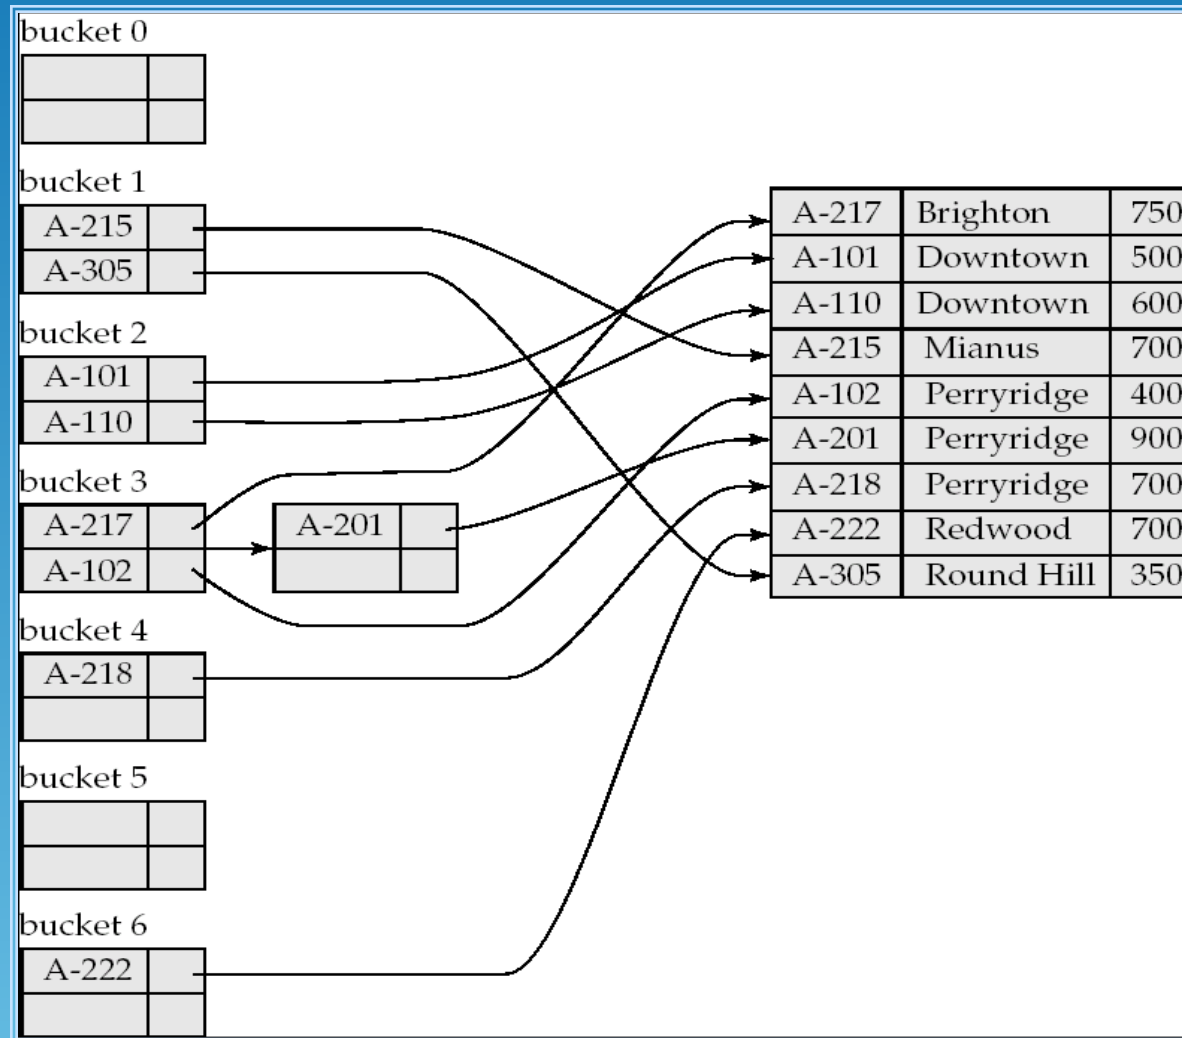 bucket 0
bucket 1
A-215
A-305
bucket 2
A-101
A-110
bucket 3
A-217
A-102
A-201
bucket 4
A-218
bucket 5
bucket 6
A-222
A-217 Brighton 750
A-101 Downtown 500
A-110 Downtown 600
A-215 Mianus 700
A-102 Perryridge 400
A-201 Perryridge 900
A-218 Perryridge 700
A-222 Redwood 700
A-305 Round Hill 350